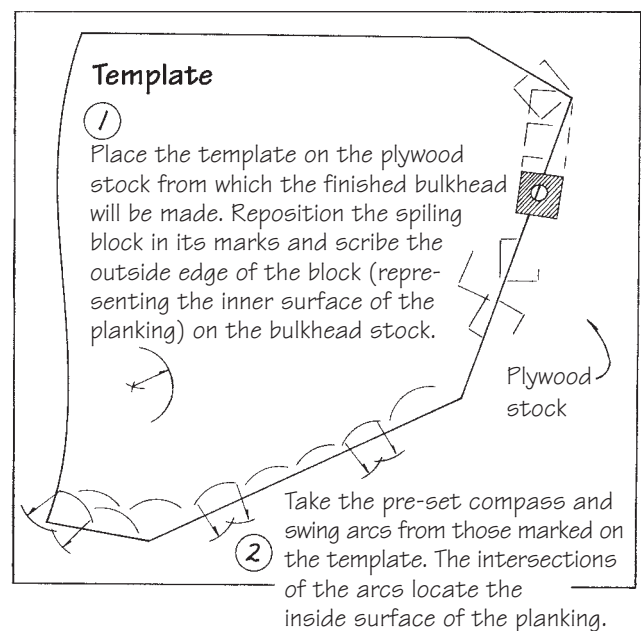 Template
1
Place the template on the plywood
stock from which the finished bulkhead
will be made. Reposition the spiling
block in its marks and scribe the
outside edge of the block (repre-
senting the inner surface of the
planking) on the bulkhead stock.
Plywood
stock
2
Take the pre-set compass and
swing arcs from those marked on
the template. The intersections
of the arcs locate the
inside surface of the planking.